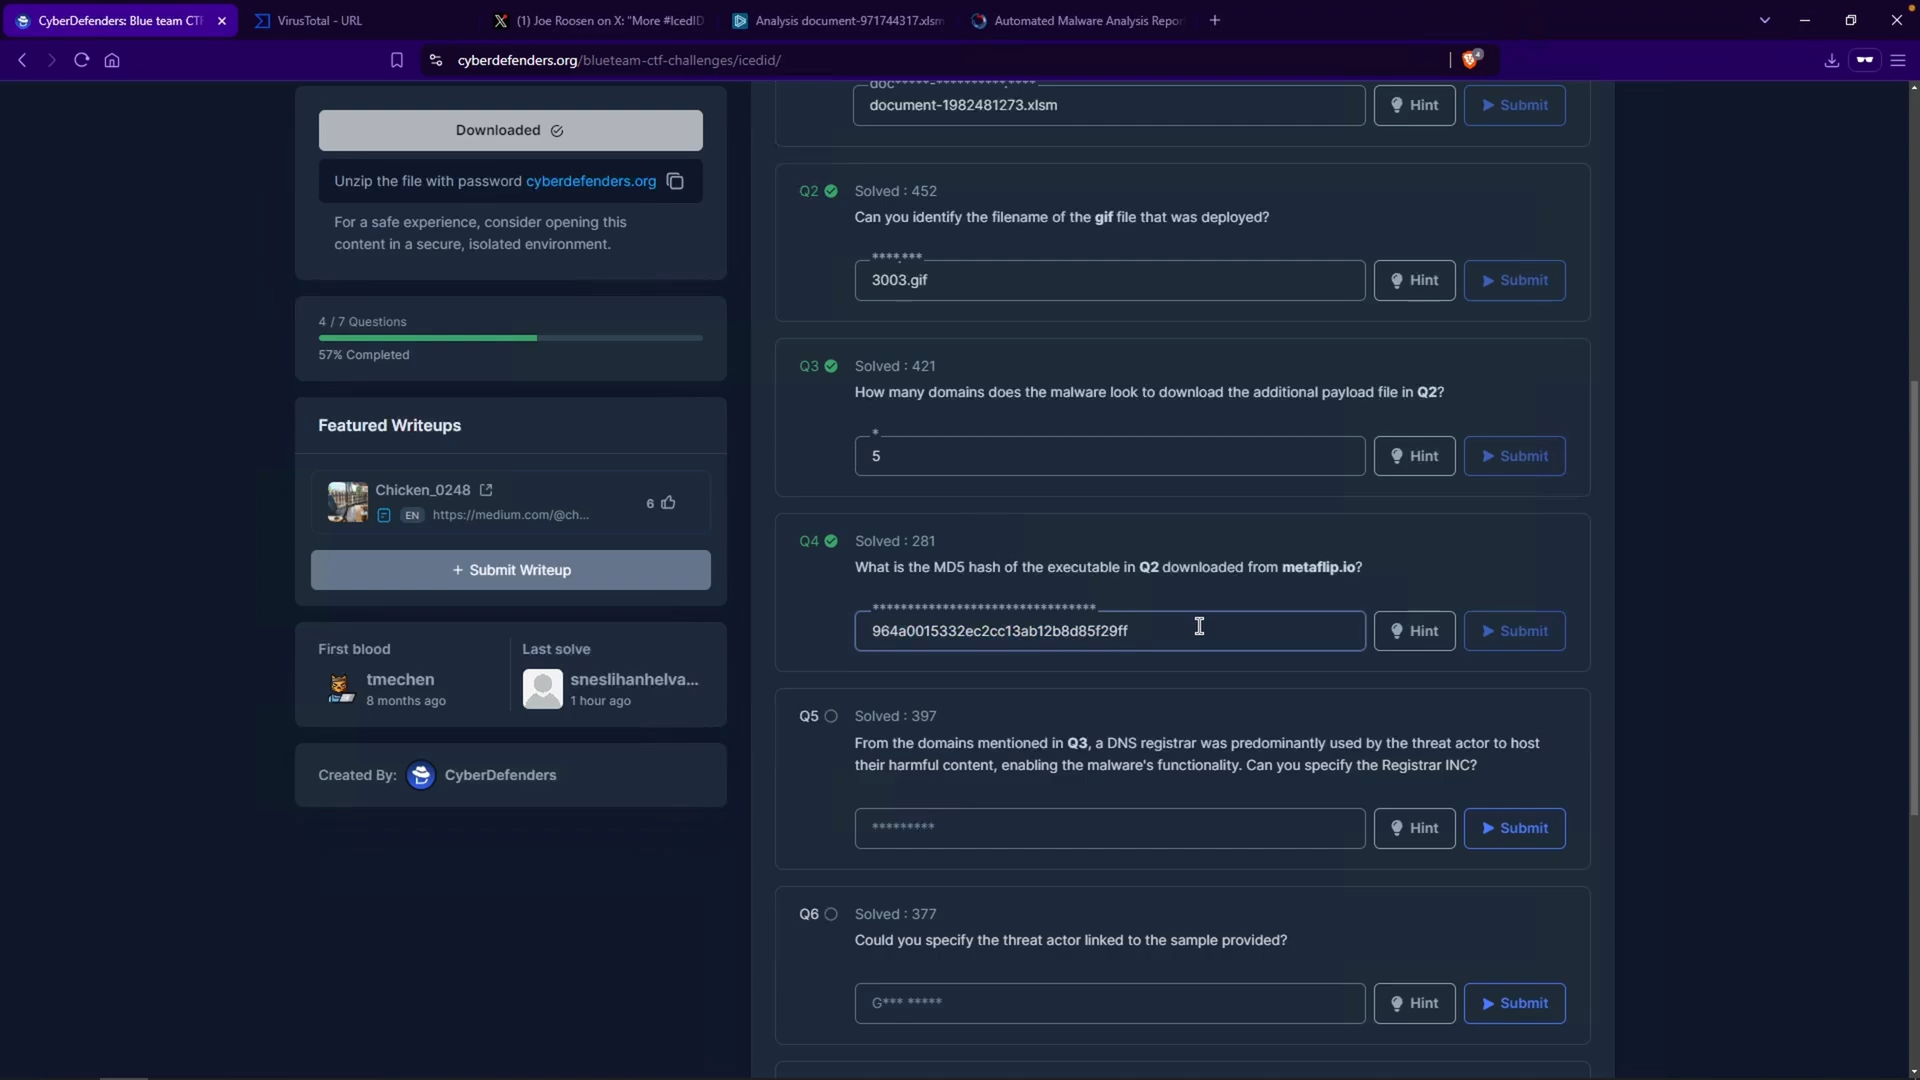 CyberDefenders: Blue team CTF
VirusTotal - URL
(1) Joe Roosen on X: "More #IcedID
Analysis document-971744317.xlsm
Automated Malware Analysis Repor
cyberdefenders.org/blueteam-ctf-challenges/icedid/
4
Downloaded
Unzip the file with password cyberdefenders.org
For a safe experience, consider opening this
content in a secure, isolated environment.
4 / 7 Questions
57% Completed
Featured Writeups
Chicken_0248
EN https://medium.com/@ch...
6
+ Submit Writeup
First blood
tmechen
8 months ago
Last solve
sneslihanhelva...
1 hour ago
Created By: CyberDefenders
doc*****-**********.****
document-1982481273.xlsm
Hint
Submit
Q2 Solved : 452
Can you identify the filename of the gif file that was deployed?
****.***
3003.gif
Hint
Submit
Q3 Solved : 421
How many domains does the malware look to download the additional payload file in Q2?
*
5
Hint
Submit
Q4 Solved : 281
What is the MD5 hash of the executable in Q2 downloaded from metaflip.io?
********************************
964a0015332ec2cc13ab12b8d85f29ff
Hint
Submit
Q5 Solved : 397
From the domains mentioned in Q3, a DNS registrar was predominantly used by the threat actor to host
their harmful content, enabling the malware's functionality. Can you specify the Registrar INC?
*********
Hint
Submit
Q6 Solved : 377
Could you specify the threat actor linked to the sample provided?
G*** *****
Hint
Submit